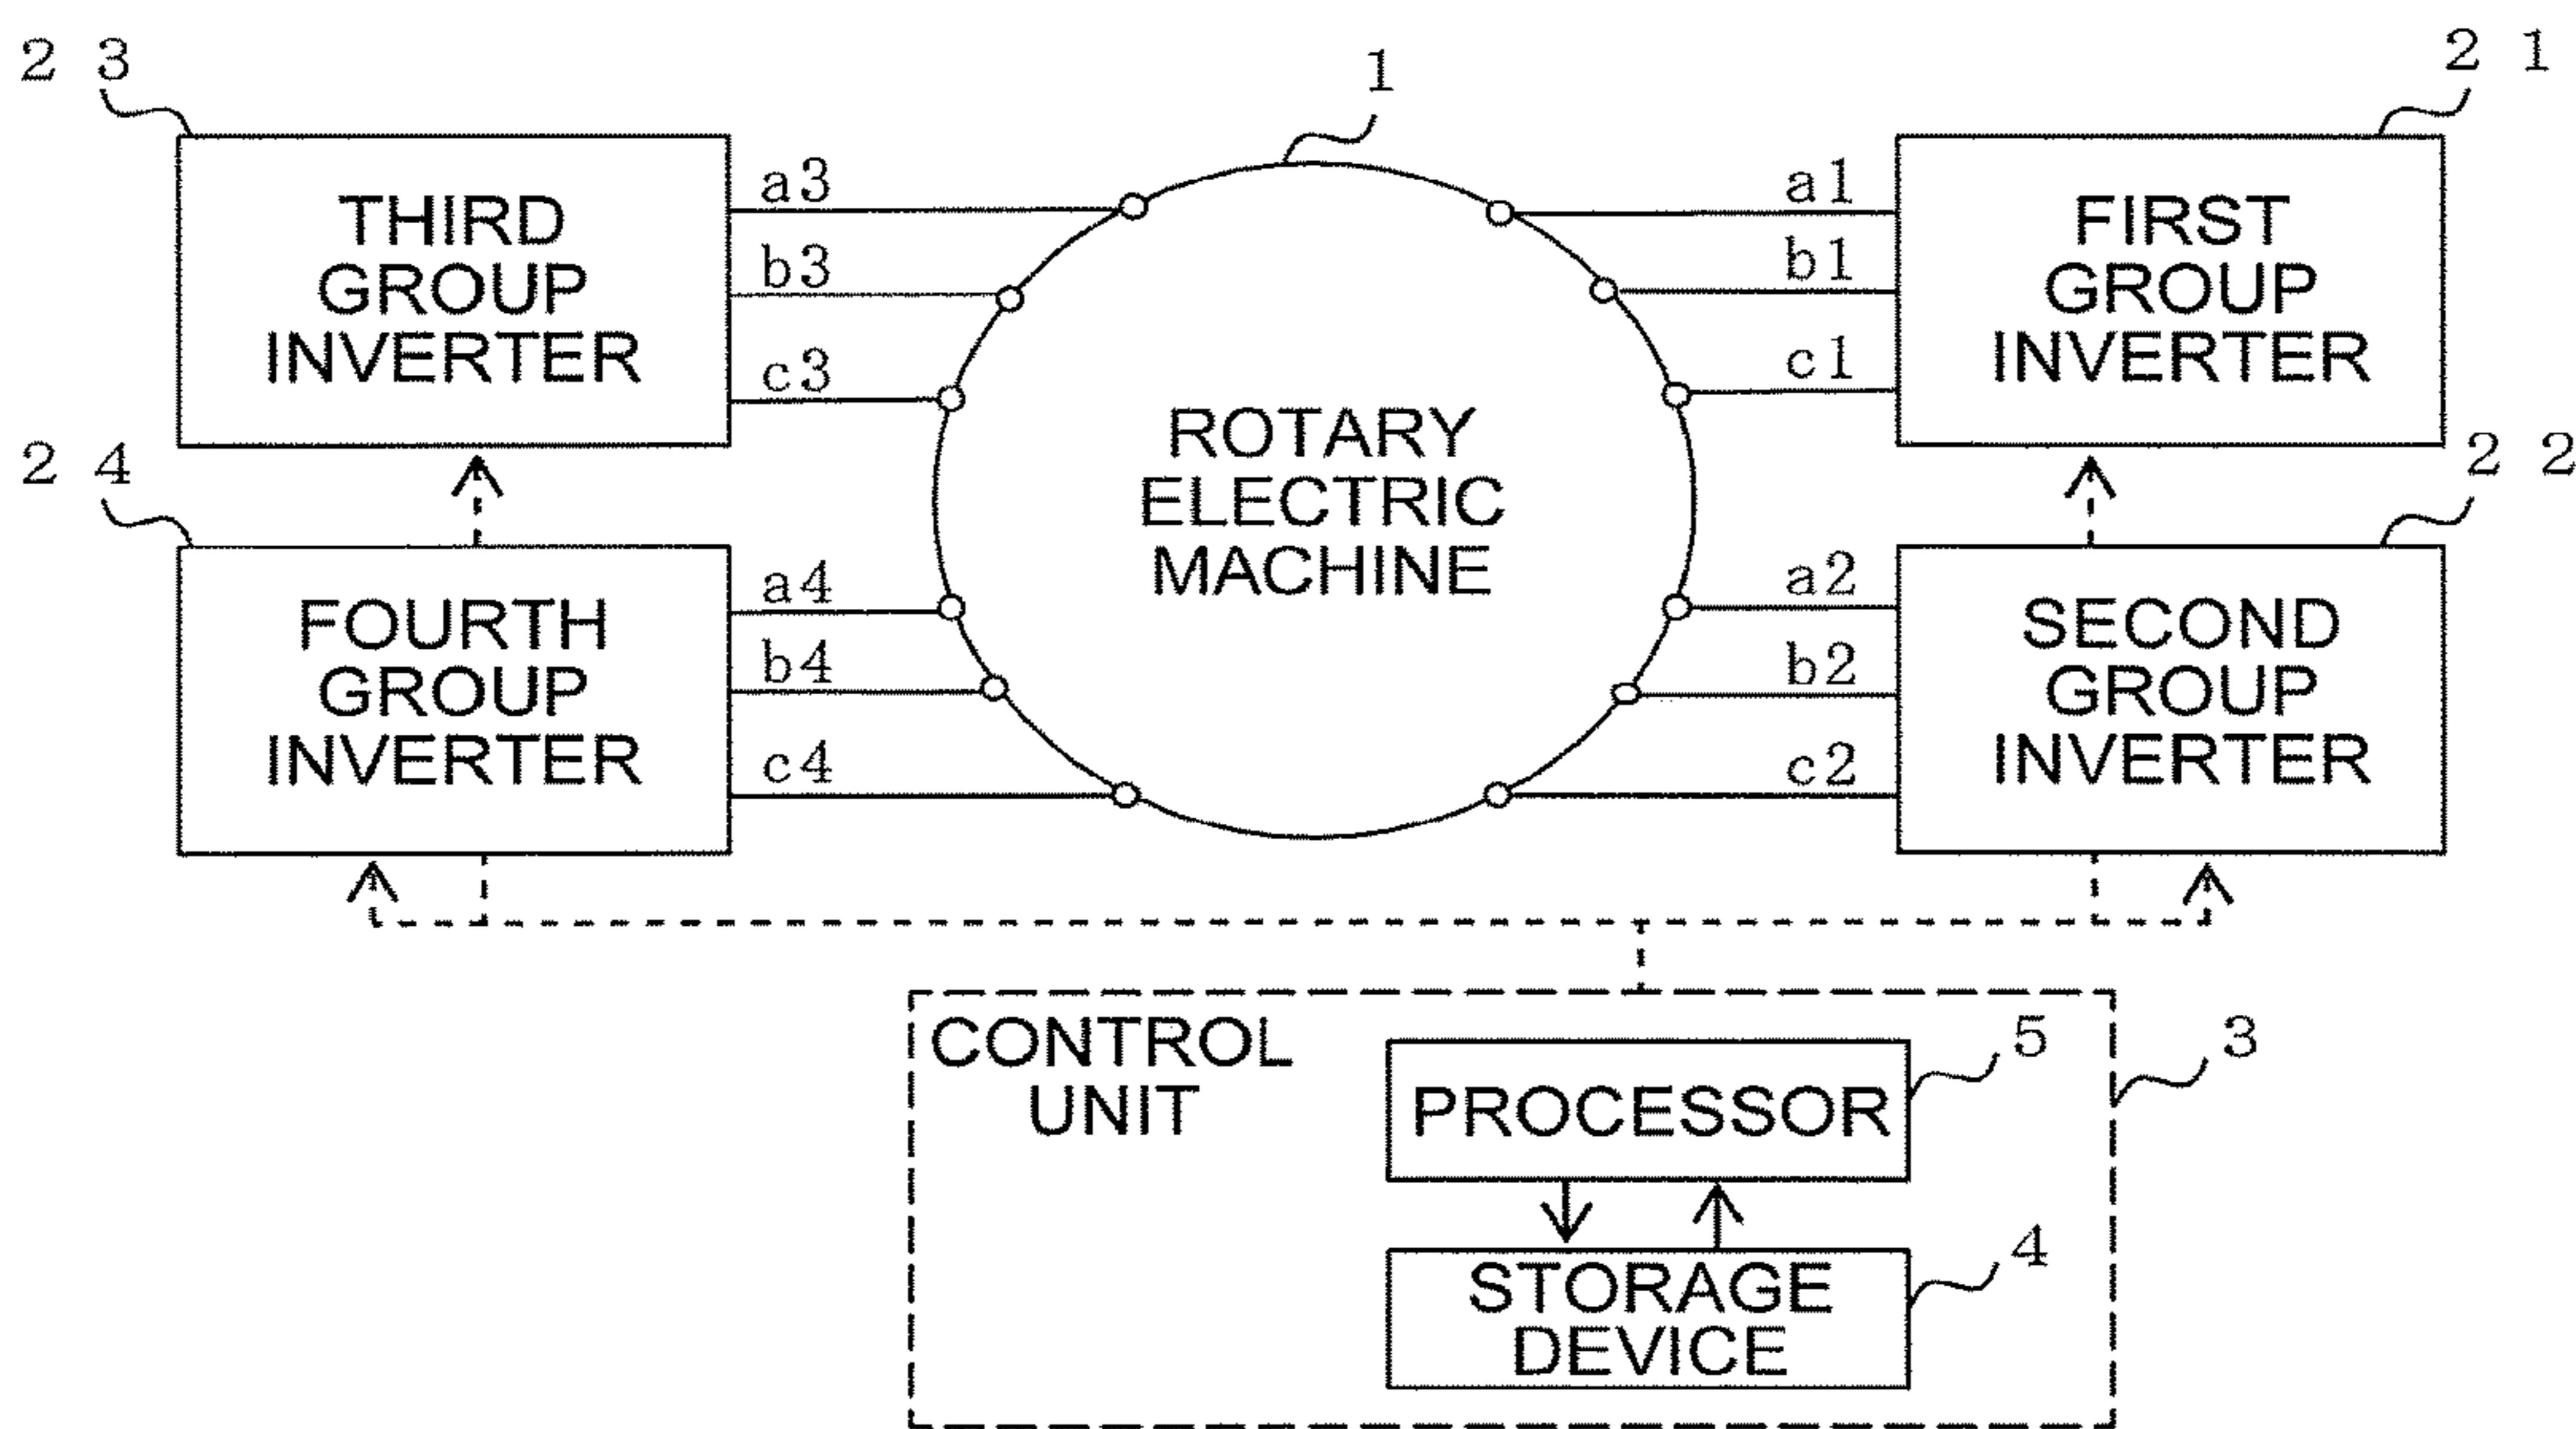 2 3
1
2 1
THIRD
GROUP
INVERTER
a3
b3
c3
a1
b1
c1
FIRST
GROUP
INVERTER
ROTARY
ELECTRIC
MACHINE
2 4
2 2
FOURTH
GROUP
INVERTER
a4
b4
c4
a2
b2
c2
SECOND
GROUP
INVERTER
CONTROL
UNIT
PROCESSOR
5
3
STORAGE
DEVICE
4